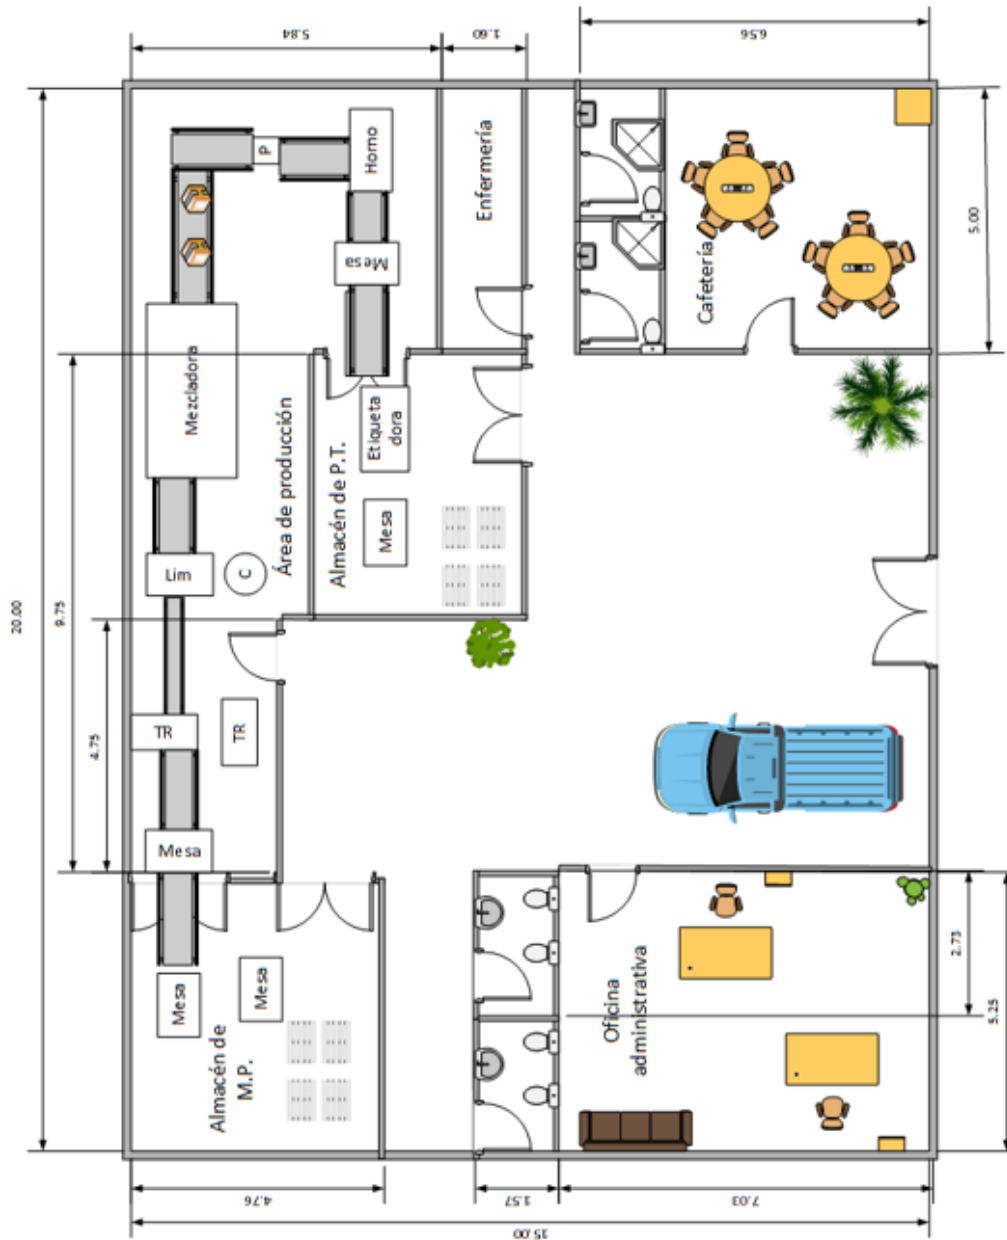 5.84
1.60
6.56
20.00
9.75
4.75
5.00
P
Horno
Enfermería
Mesa
Cafetería
Mezcladora
Área de producción
Almacén de P.T.
Etiqueta
dora
Mesa
Lim
C
TR
TR
Mesa
Mesa
Mesa
Almacén de
M.P.
Oficina
administrativa
2.75
5.25
4.76
1.57
7.03
15.00